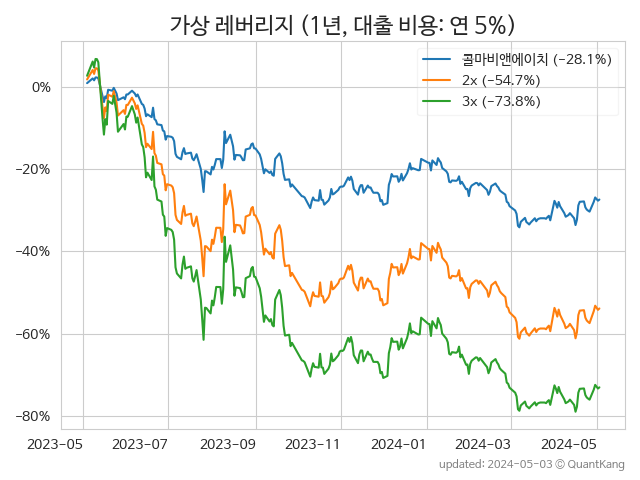 가상 레버리지 (1년, 대출 비용: 연 5%)
콜마비앤에이치 (−28.1%)
2x (−54.7%)
3x (−73.8%)
0%
−20%
−40%
−60%
−80%
2023-05 2023-07 2023-09 2023-11 2024-01 2024-03 2024-05
updated: 2024-05-03 © QuantKang